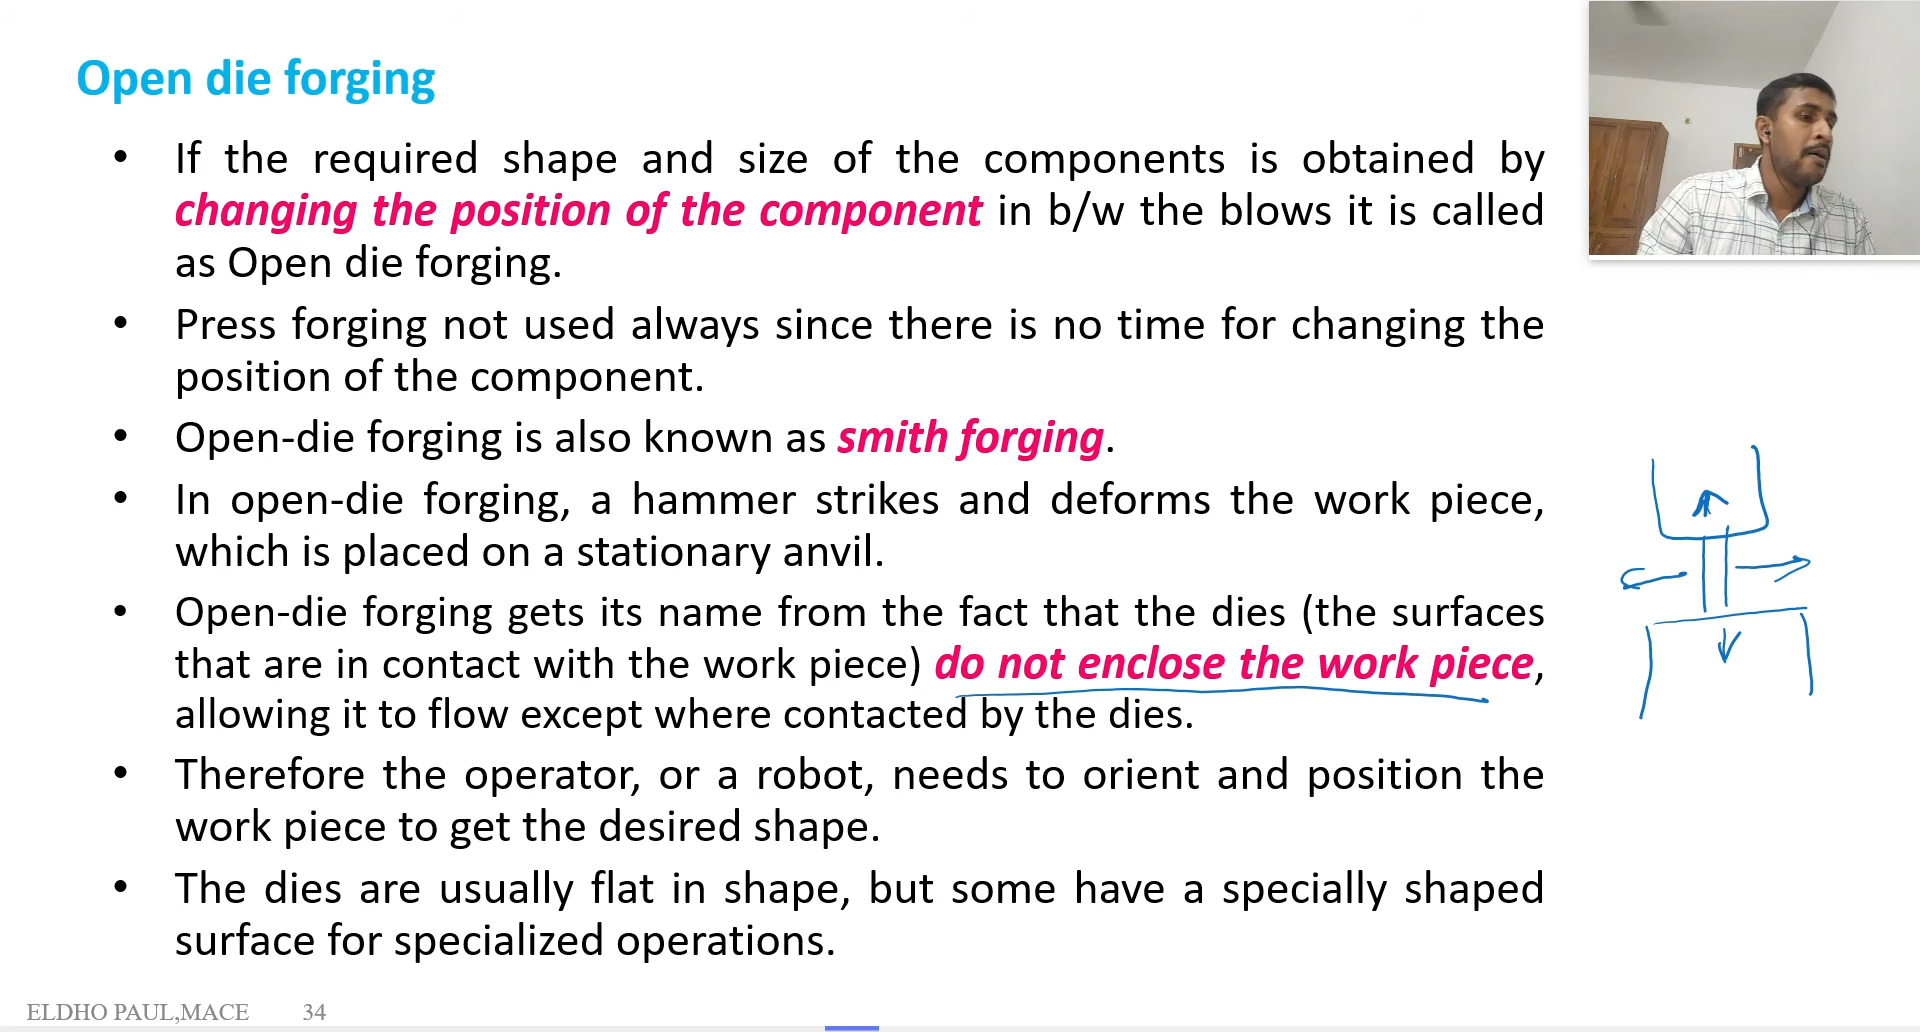 Open die forging
• If the required shape and size of the components is obtained by
changing the position of the component in b/w the blows it is called
as Open die forging.
• Press forging not used always since there is no time for changing the
position of the component.
• Open-die forging is also known as smith forging.
• In open-die forging, a hammer strikes and deforms the work piece,
which is placed on a stationary anvil.
• Open-die forging gets its name from the fact that the dies (the surfaces
that are in contact with the work piece) do not enclose the work piece,
allowing it to flow except where contacted by the dies.
• Therefore the operator, or a robot, needs to orient and position the
work piece to get the desired shape.
• The dies are usually flat in shape, but some have a specially shaped
surface for specialized operations.
ELDHO PAUL,MACE 34